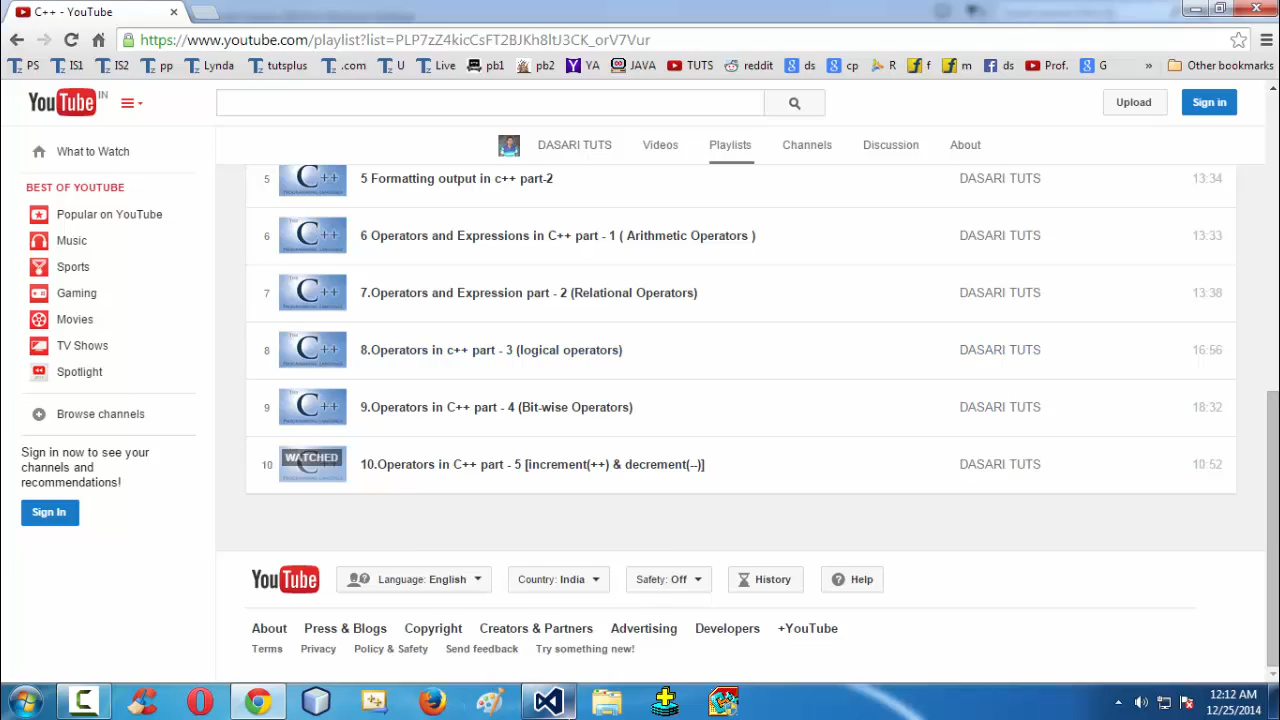 C++ - YouTube
https://www.youtube.com/playlist?list=PLP7zZ4kicCsFT2BJKh8ltJ3CK_orV7Vur
PS IS1 IS2 pp Lynda tutsplus .com U Live pb1 pb2 YA JAVA TUTS reddit ds cp R f m ds Prof. G » Other bookmarks
YouTube IN Upload Sign in
DASARI TUTS Videos Playlists Channels Discussion About
What to Watch
BEST OF YOUTUBE
Popular on YouTube
Music
Sports
Gaming
Movies
TV Shows
Spotlight
Browse channels
Sign in now to see your
channels and
recommendations!
Sign In
5 C++ 5 Formatting output in c++ part-2 DASARI TUTS 13:34
6 C++ 6 Operators and Expressions in C++ part - 1 ( Arithmetic Operators ) DASARI TUTS 13:33
7 C++ 7.Operators and Expression part - 2 (Relational Operators) DASARI TUTS 13:38
8 C++ 8.Operators in c++ part - 3 (logical operators) DASARI TUTS 16:56
9 C++ 9.Operators in C++ part - 4 (Bit-wise Operators) DASARI TUTS 18:32
10 WATCHED 10.Operators in C++ part - 5 [increment(++) & decrement(--)] DASARI TUTS 10:52
YouTube Language: English Country: India Safety: Off History Help
About Press & Blogs Copyright Creators & Partners Advertising Developers +YouTube
Terms Privacy Policy & Safety Send feedback Try something new!
12:12 AM
12/25/2014